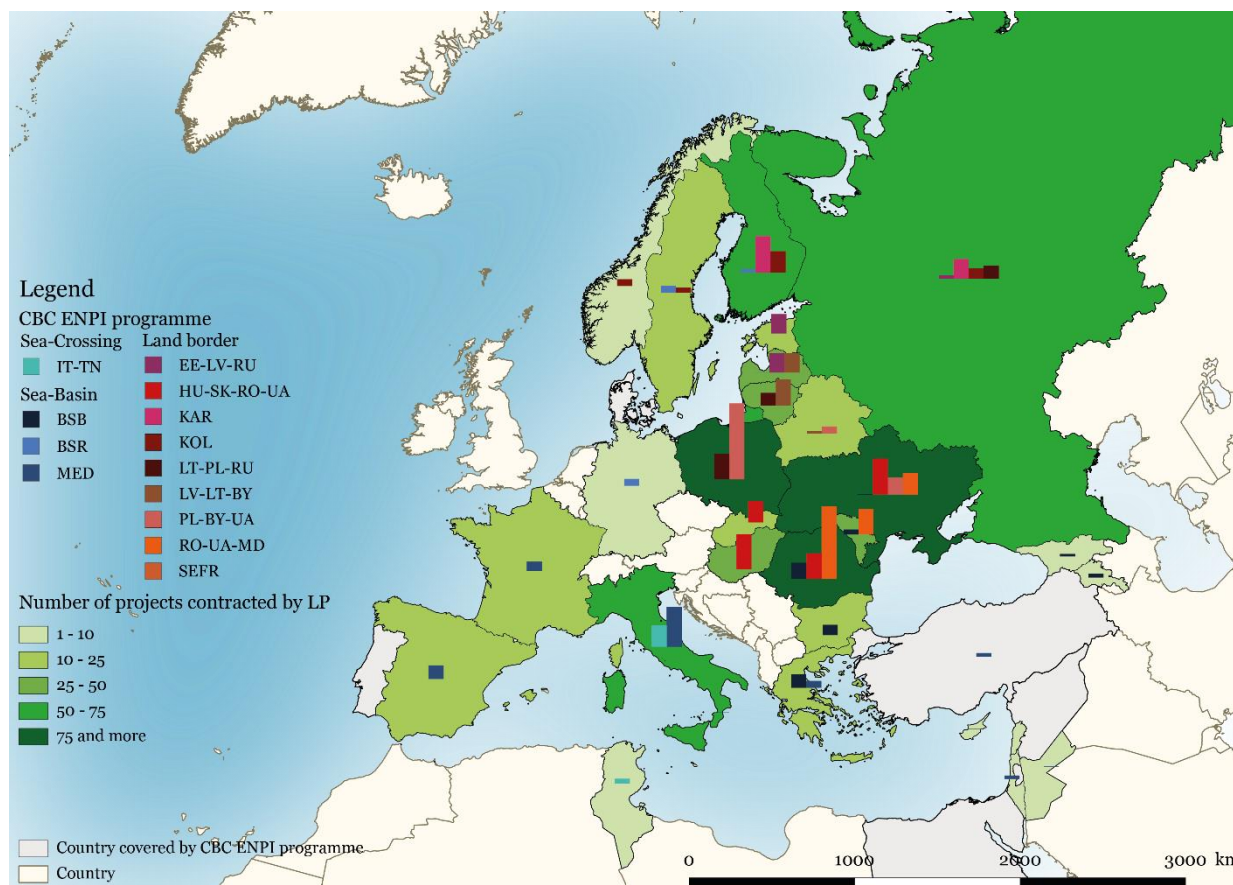 Legend
CBC ENPI programme
Sea-Crossing
IT-TN
Sea-Basin
BSB
BSR
MED
Land border
EE-LV-RU
HU-SK-RO-UA
KAR
KOL
LT-PL-RU
LV-LT-BY
PL-BY-UA
RO-UA-MD
SEFR
Number of projects contracted by LP
1 - 10
10 - 25
25 - 50
50 - 75
75 and more
Country covered by CBC ENPI programme
Country
0 1000 2000 3000 km